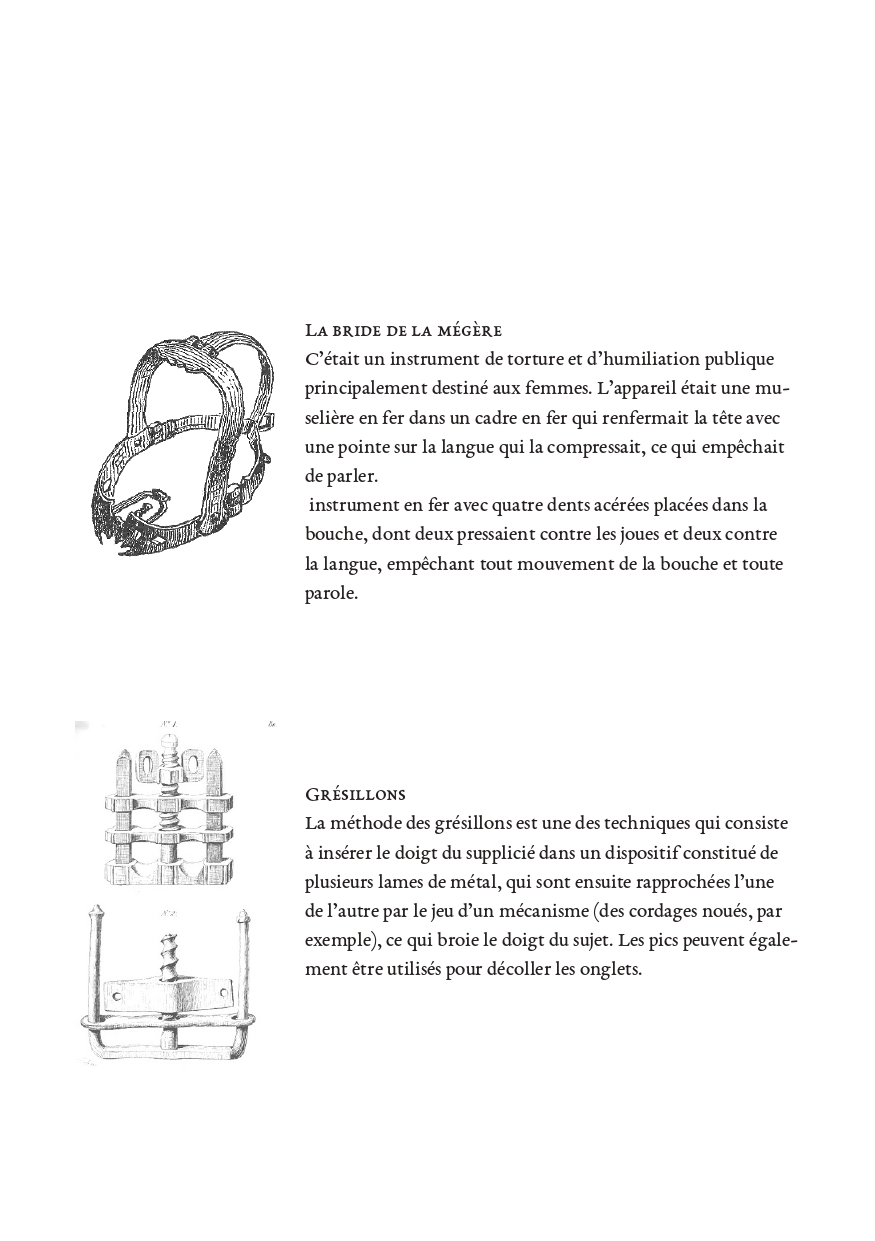 La bride de la mégère
C’était un instrument de torture et d’humiliation publique
principalement destiné aux femmes. L’appareil était une mu-
selière en fer dans un cadre en fer qui renfermait la tête avec
une pointe sur la langue qui la compressait, ce qui empêchait
de parler.
instrument en fer avec quatre dents acérées placées dans la
bouche, dont deux pressaient contre les joues et deux contre
la langue, empêchant tout mouvement de la bouche et toute
parole.
N.º 1.
Grésillons
La méthode des grésillons est une des techniques qui consiste
à insérer le doigt du supplicié dans un dispositif constitué de
plusieurs lames de métal, qui sont ensuite rapprochées l’une
de l’autre par le jeu d’un mécanisme (des cordages noués, par
exemple), ce qui broie le doigt du sujet. Les pics peuvent égale-
ment être utilisés pour décoller les onglets.